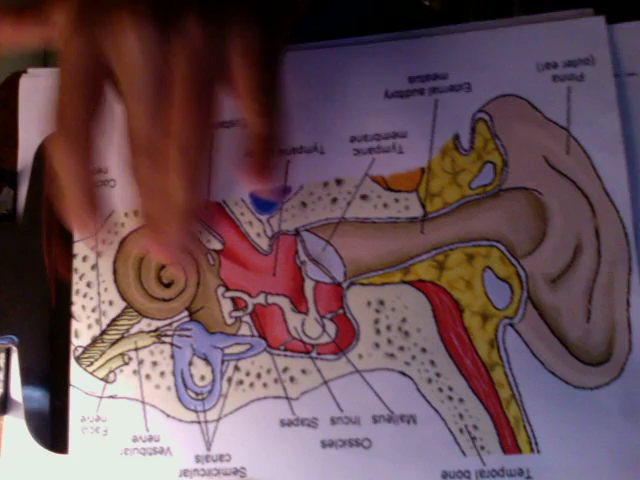 Temporal bone
Semicircular
canals
Ossicles
Malleus
Incus
Stapes
Vestibular
nerve
nerve
Tympanic
membrane
External auditory
meatus
Pinna
(outer ear)